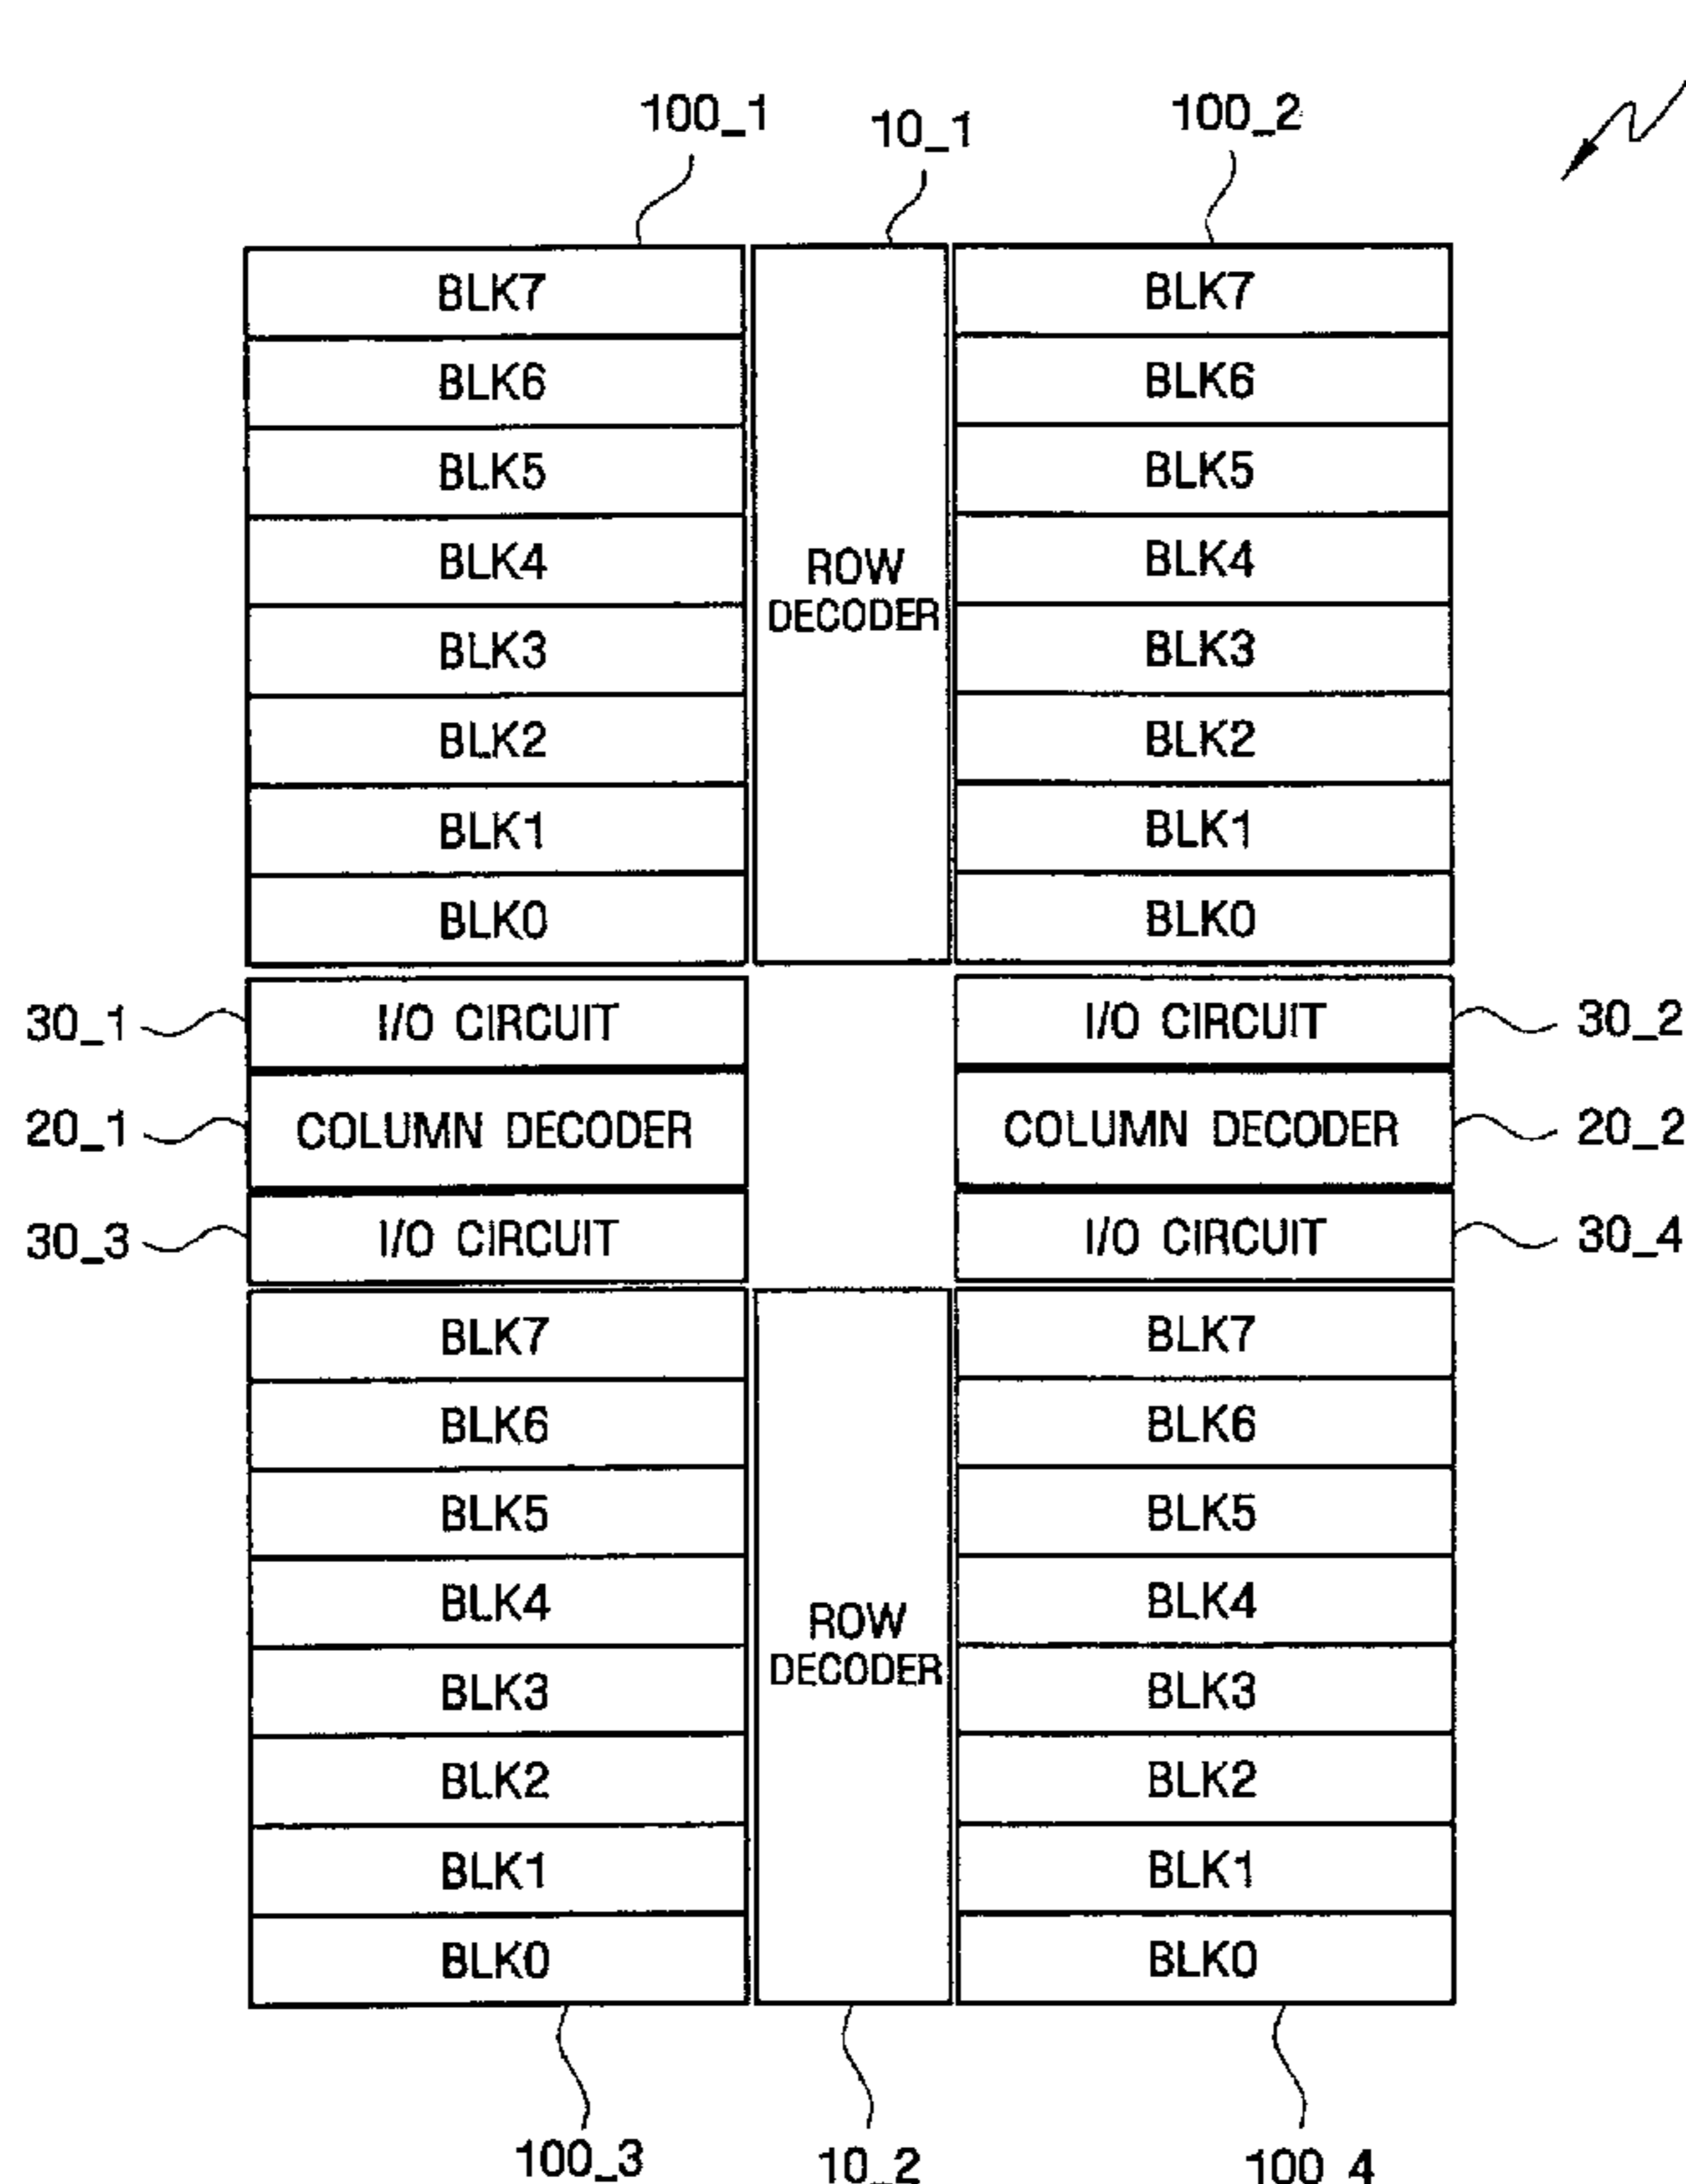 100_1 10_1 100_2
BLK7 BLK7
BLK6 BLK6
BLK5 BLK5
BLK4 ROW BLK4
DECODER
BLK3 BLK3
BLK2 BLK2
BLK1 BLK1
BLK0 BLK0
30_1 I/O CIRCUIT I/O CIRCUIT 30_2
20_1 COLUMN DECODER COLUMN DECODER 20_2
30_3 I/O CIRCUIT I/O CIRCUIT 30_4
BLK7 BLK7
BLK6 BLK6
BLK5 BLK5
BLK4 ROW BLK4
DECODER
BLK3 BLK3
BLK2 BLK2
BLK1 BLK1
BLK0 BLK0
100_3 10_2 100_4